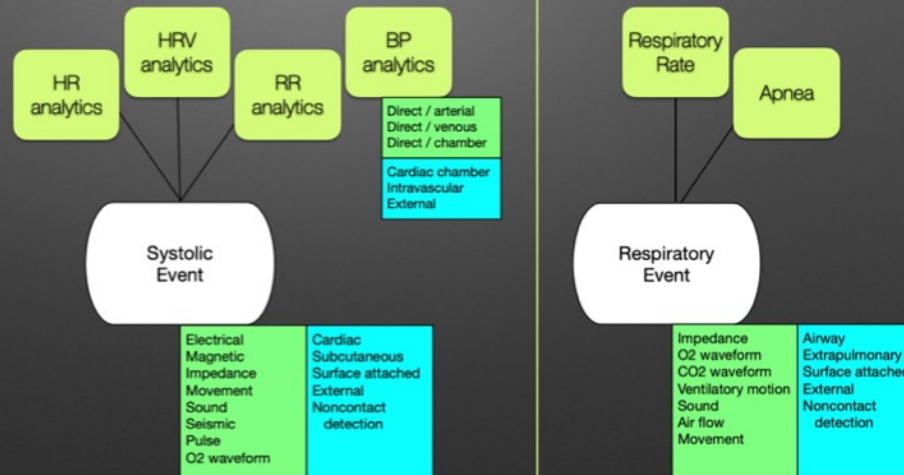 HR
analytics
HRV
analytics
RR
analytics
BP
analytics
Direct / arterial
Direct / venous
Direct / chamber
Cardiac chamber
Intravascular
External
Systolic
Event
Electrical
Magnetic
Impedance
Movement
Sound
Seismic
Pulse
O2 waveform
Cardiac
Subcutaneous
Surface attached
External
Noncontact
detection
Respiratory
Rate
Apnea
Respiratory
Event
Impedance
O2 waveform
CO2 waveform
Ventilatory motion
Sound
Air flow
Movement
Airway
Extrapulmonary
Surface attached
External
Noncontact
detection